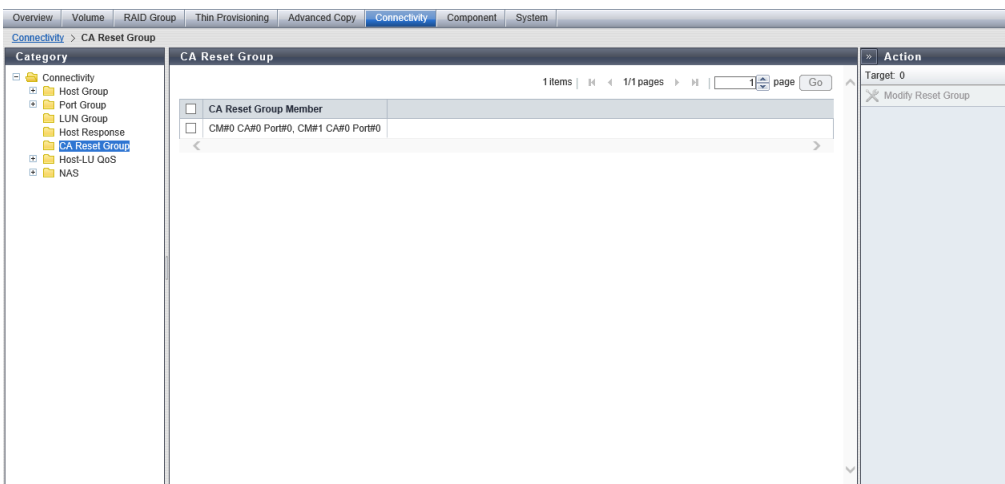 Overview Volume RAID Group Thin Provisioning Advanced Copy Connectivity Component System
Connectivity > CA Reset Group
Category
Connectivity
Host Group
Port Group
LUN Group
Host Response
CA Reset Group
Host-LU QoS
NAS
CA Reset Group
1 items | 1/1 pages | 1 page Go
CA Reset Group Member
CM#0 CA#0 Port#0, CM#1 CA#0 Port#0
» Action
Target: 0
Modify Reset Group